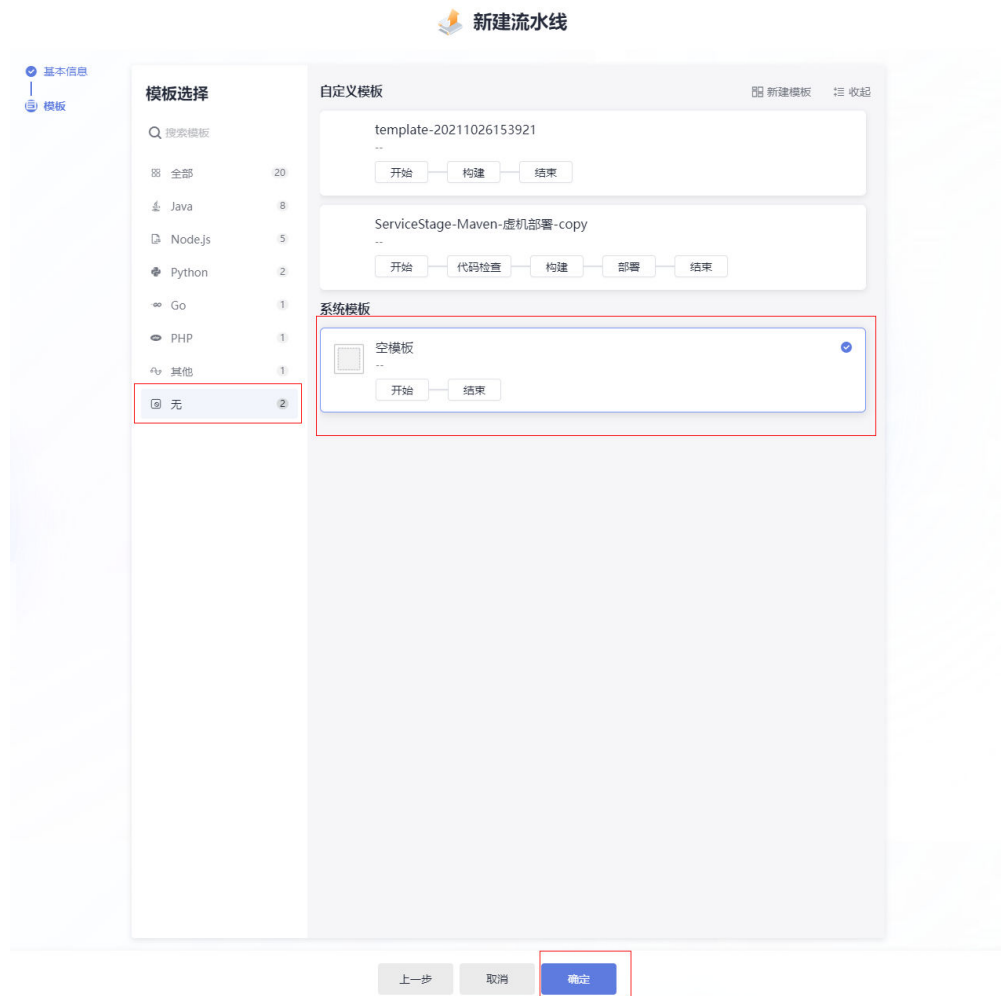 新建流水线
基本信息
模板
模板选择
搜索模板
全部 20
Java 8
Node.js 5
Python 2
Go 1
PHP 1
其他 1
无 2
自定义模板 新建模板 收起
template-20211026153921
--
开始 构建 结束
ServiceStage-Maven-虚机部署-copy
--
开始 代码检查 构建 部署 结束
系统模板
空模板
--
开始 结束
上一步 取消 确定